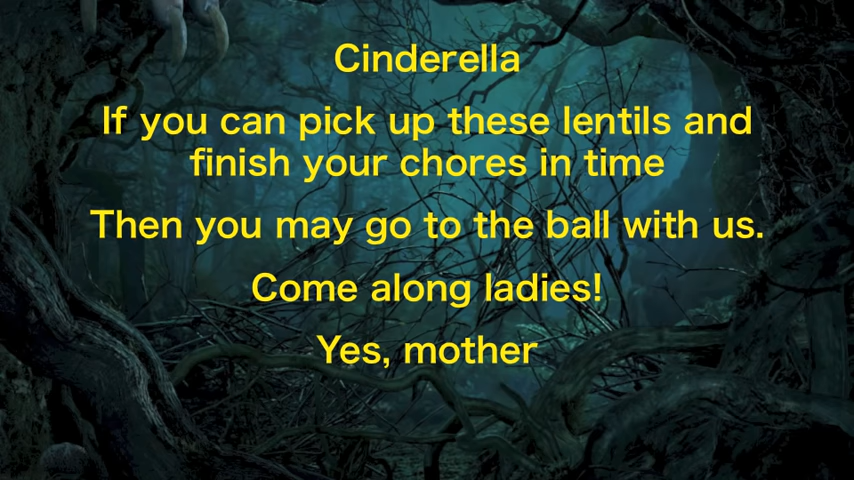 Cinderella
If you can pick up these lentils and
finish your chores in time
Then you may go to the ball with us.
Come along ladies!
Yes, mother